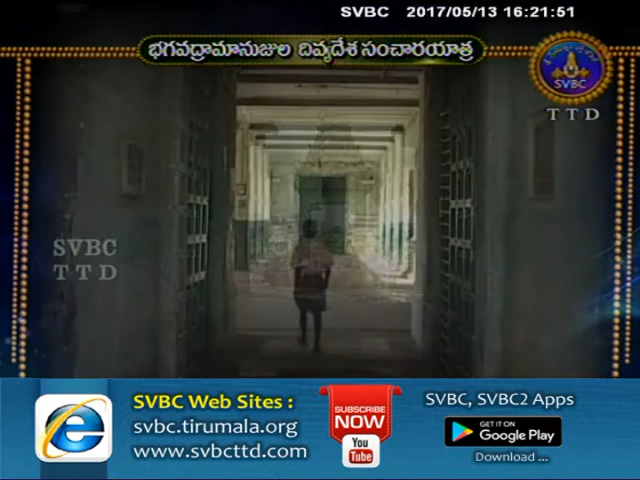 SVBC 2017/05/13 16:21:51
భగవద్రామానుజుల దివ్యదేశ సంచారయాత్ర
SVBC
TTD
SVBC
TTD
SVBC Web Sites :
svbc.tirumala.org
www.svbcttd.com
SUBSCRIBE
NOW
You
Tube
SVBC, SVBC2 Apps
GET IT ON
Google Play
Download ...